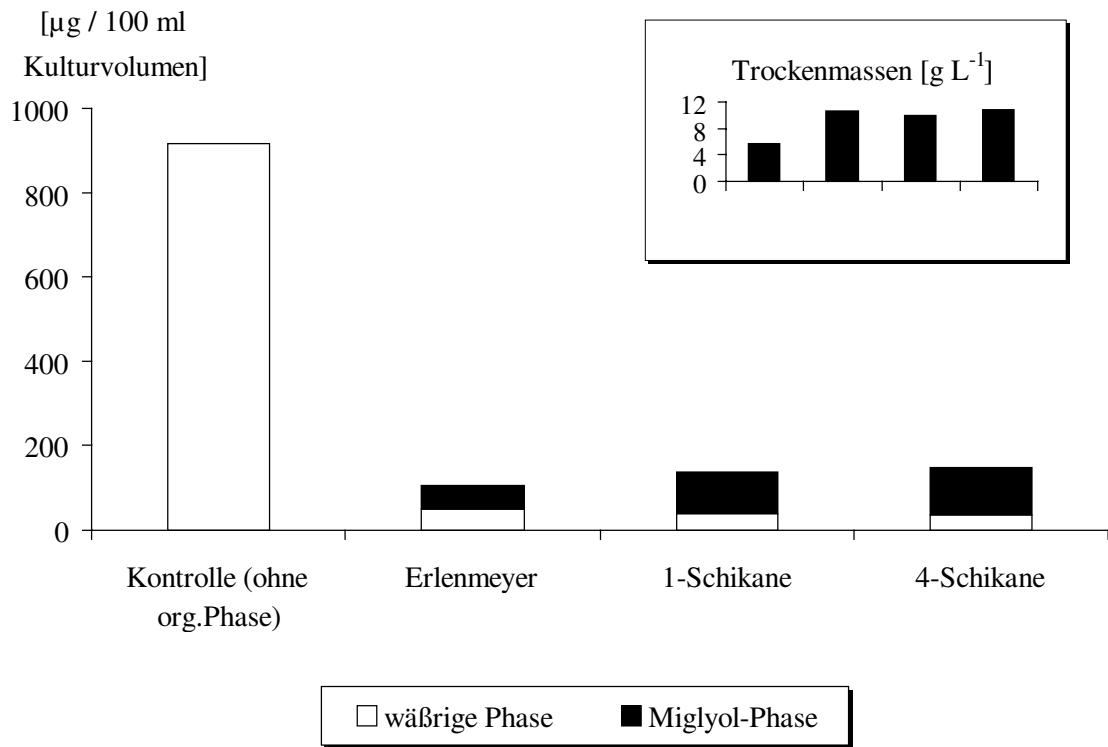 [µg / 100 ml
Kulturvolumen]
1000
800
600
400
200
0
Trockenmassen [g L⁻¹]
12
8
4
0
Kontrolle (ohne
org.Phase)
Erlenmeyer
1-Schikane
4-Schikane
wäßrige Phase
Miglyol-Phase